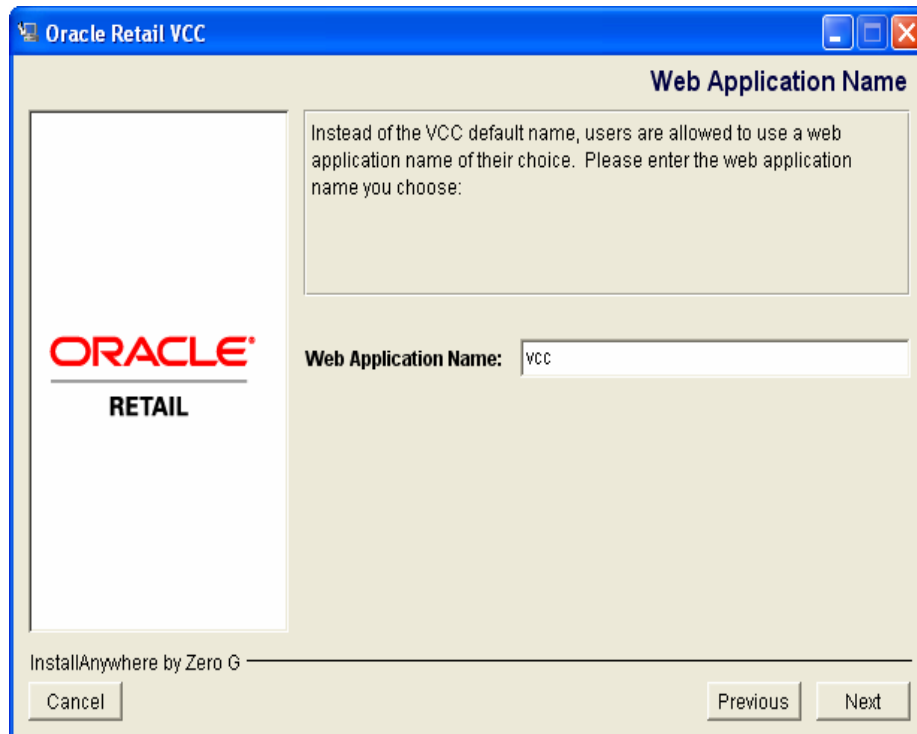 Oracle Retail VCC
Web Application Name
Instead of the VCC default name, users are allowed to use a web
application name of their choice.  Please enter the web application
name you choose:
ORACLE®
RETAIL
Web Application Name: vcc
InstallAnywhere by Zero G
Cancel Previous Next